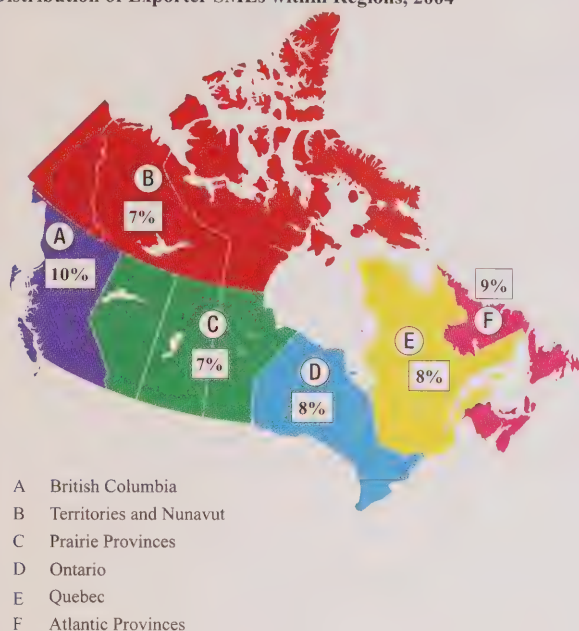 Distribution of Exporter SMEs within Regions, 2004
B
7%
A
10%
9%
F
C
7%
E
8%
D
8%
A British Columbia
B Territories and Nunavut
C Prairie Provinces
D Ontario
E Quebec
F Atlantic Provinces